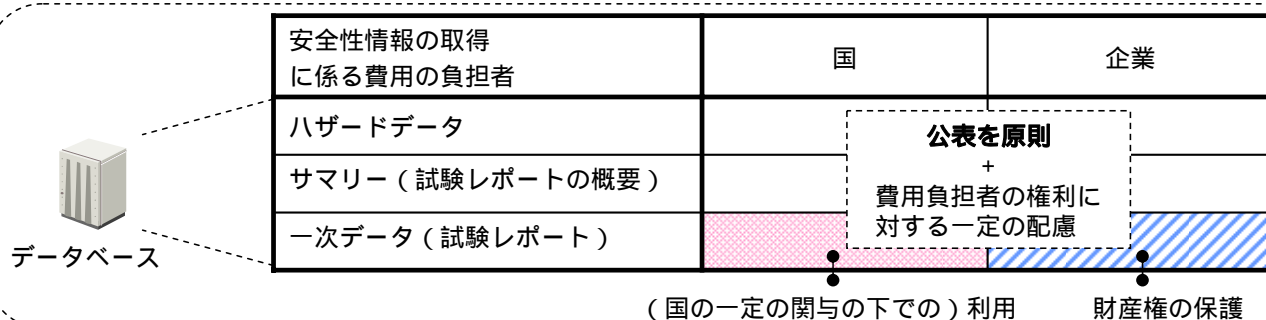 安全性情報の取得
に係る費用の負担者
国
企業
ハザードデータ
公表を原則
+
費用負担者の権利に
対する一定の配慮
サマリー（試験レポートの概要）
一次データ（試験レポート）
データベース
（国の一定の関与の下での）利用
財産権の保護